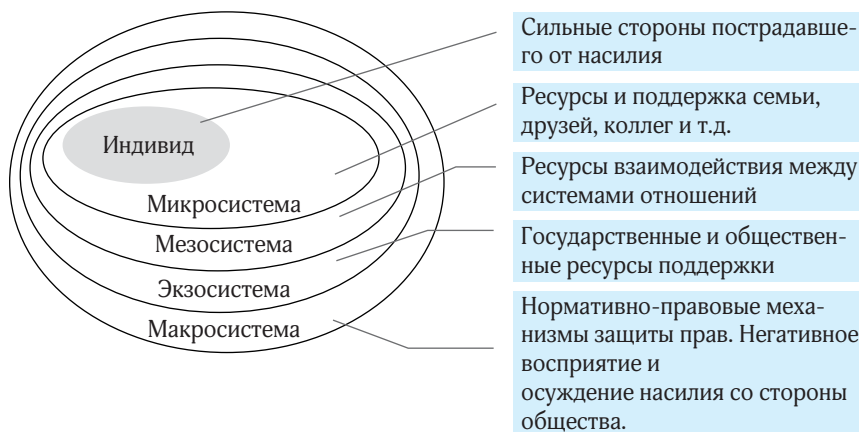 Индивид
Микросистема
Мезосистема
Экзосистема
Макросистема
Сильные стороны пострадавше-
го от насилия
Ресурсы и поддержка семьи,
друзей, коллег и т.д.
Ресурсы взаимодействия между
системами отношений
Государственные и обществен-
ные ресурсы поддержки
Нормативно-правовые меха-
низмы защиты прав. Негативное
восприятие и
осуждение насилия со стороны
общества.